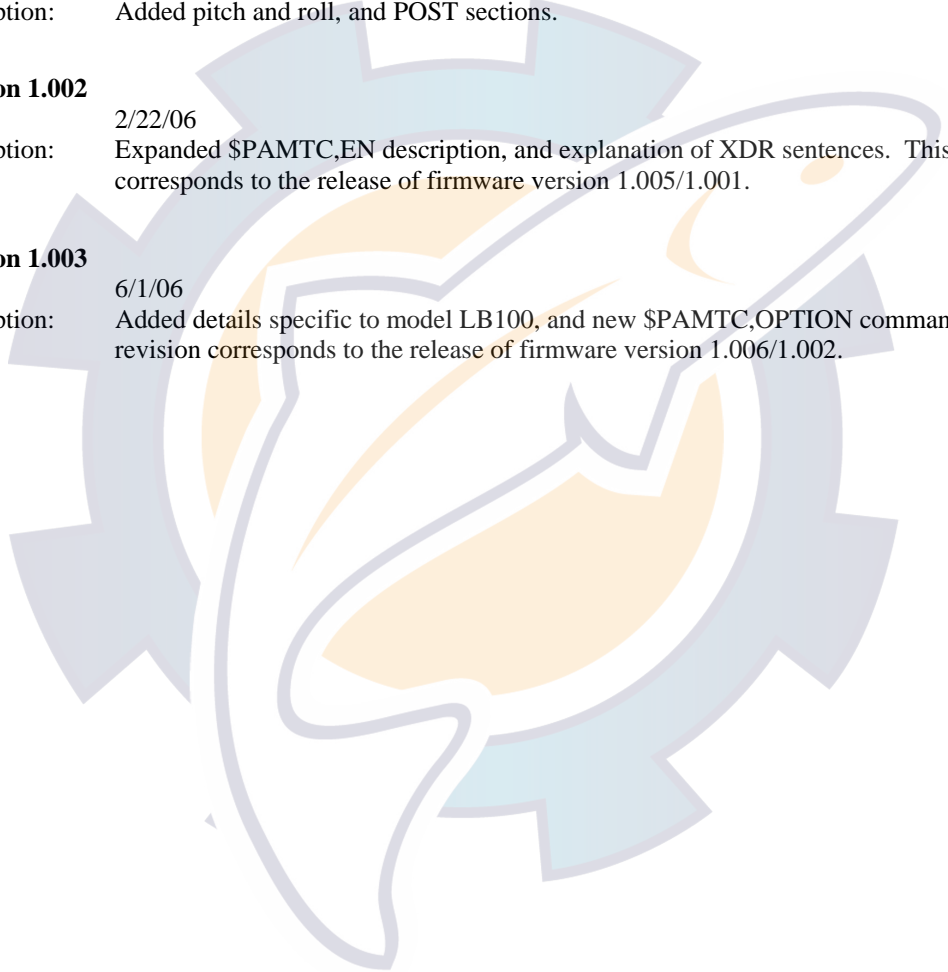 ption: Added pitch and roll, and POST sections.
on 1.002
2/22/06
ption: Expanded $PAMTC,EN description, and explanation of XDR sentences. This
corresponds to the release of firmware version 1.005/1.001.
on 1.003
6/1/06
ption: Added details specific to model LB100, and new $PAMTC,OPTION comman
revision corresponds to the release of firmware version 1.006/1.002.